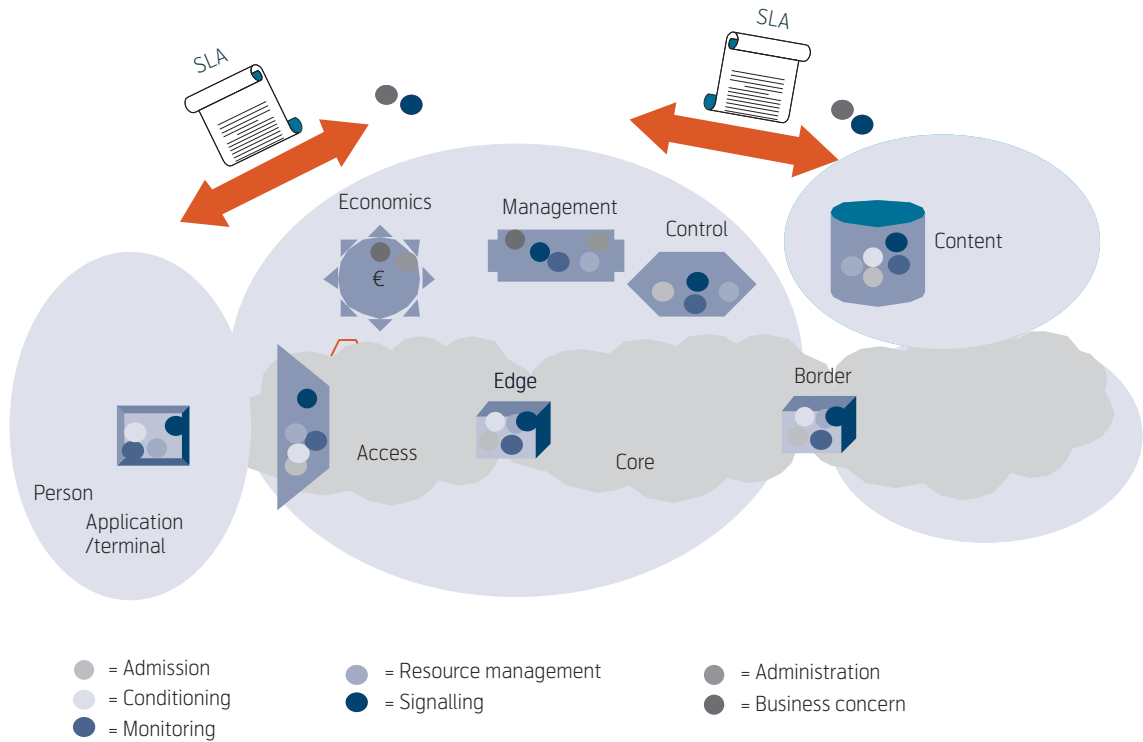 SLA
SLA
Economics
Management
Control
€
Content
Edge
Border
Access
Core
Person
Application
/terminal
= Admission
= Conditioning
= Monitoring
= Resource management
= Signalling
= Administration
= Business concern